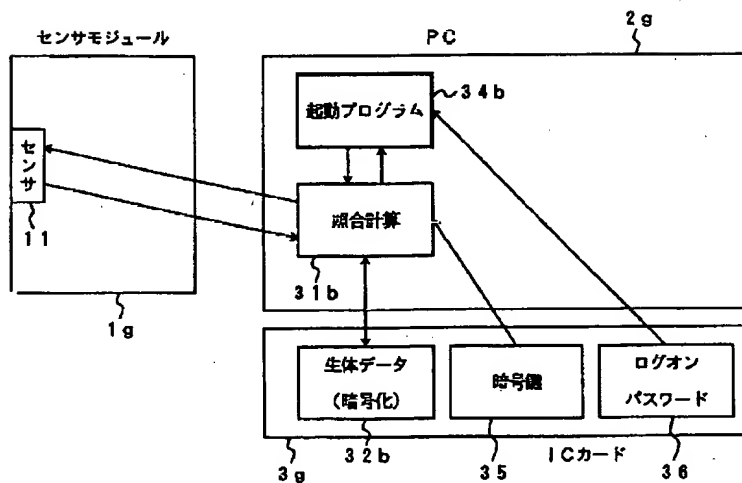 センサモジュール
PC
2g
起動プログラム
34b
センサ
11
照合計算
31b
1g
生体データ
(暗号化)
暗号鍵
ログオン
パスワード
32b
35
36
3g
ICカード